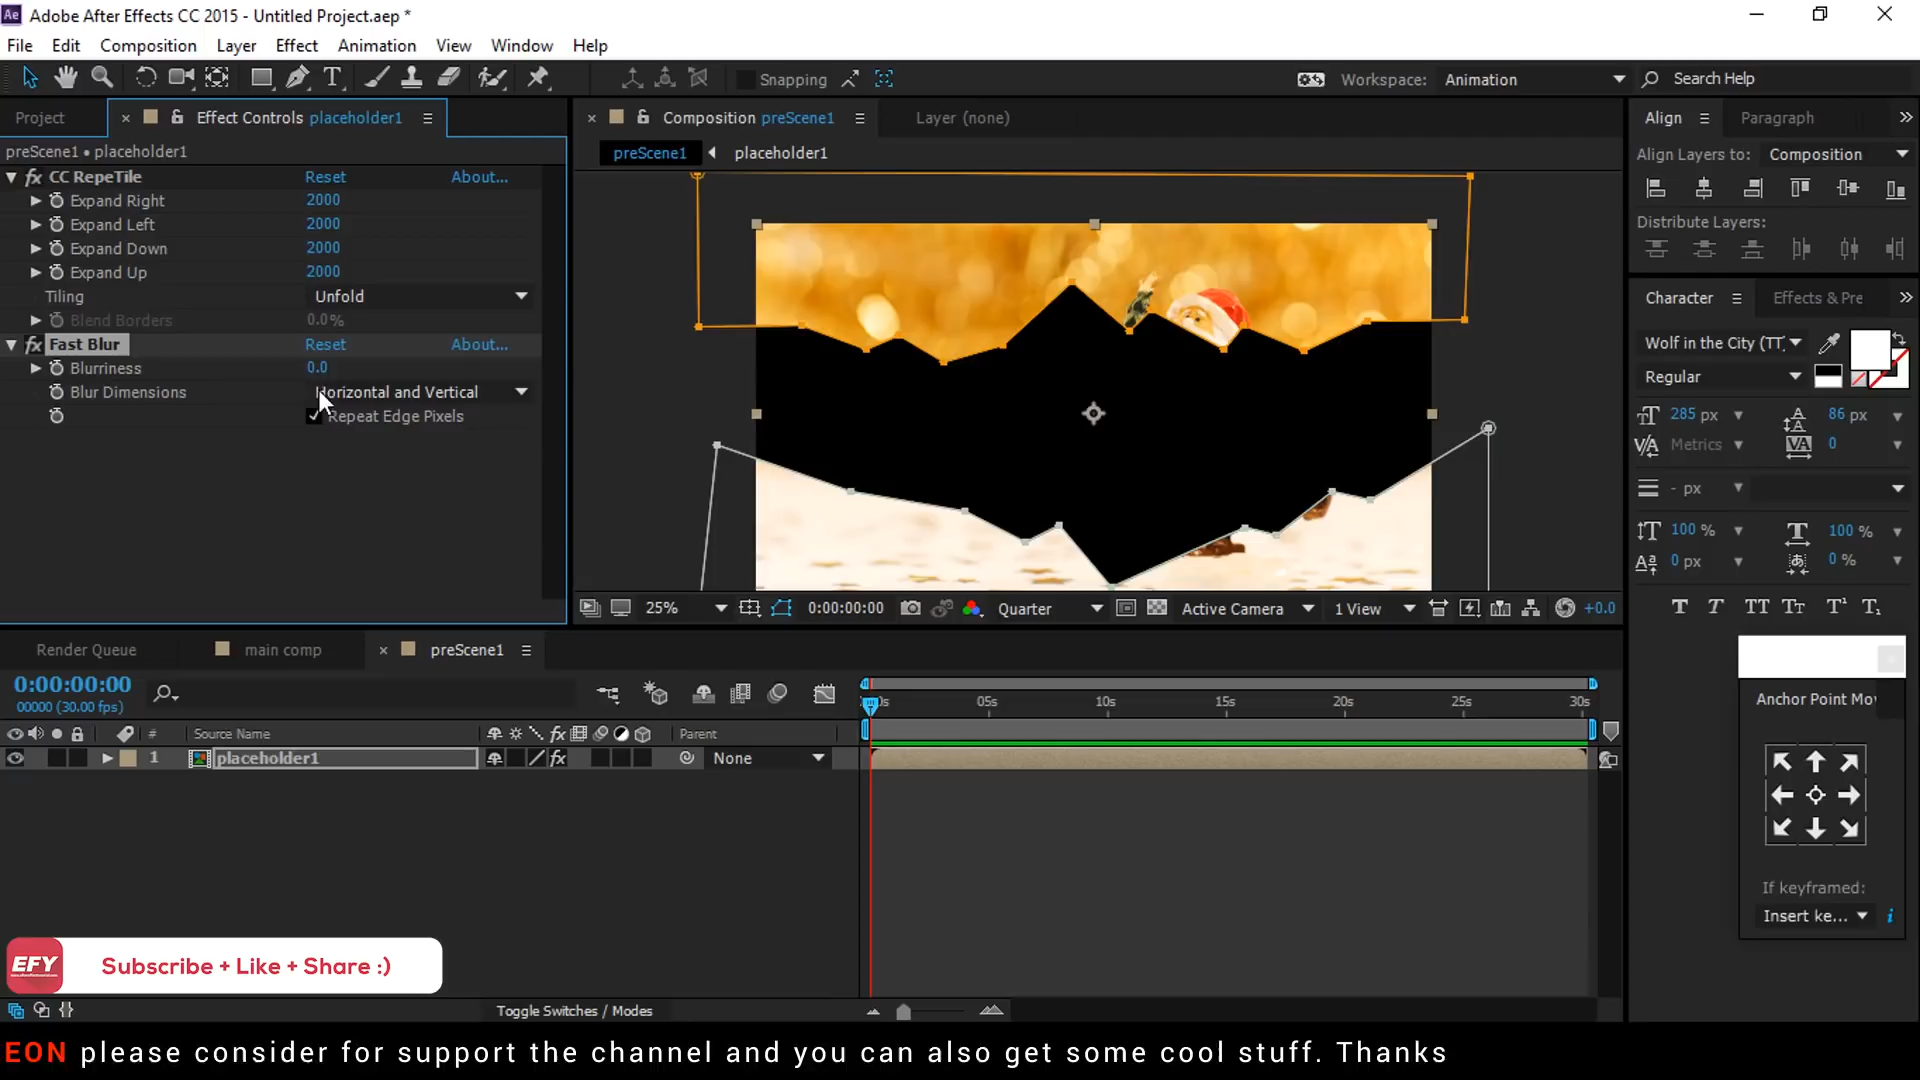 Adobe After Effects CC 2015 - Untitled Project.aep *
File Edit Composition Layer Effect Animation View Window Help
Snapping
Workspace: Animation
Search Help
Project
Effect Controls placeholder1
Composition preScene1
Layer (none)
Align
Paragraph
preScene1 • placeholder1
preScene1
placeholder1
Align Layers to: Composition
fx CC RepeTile Reset About...
Expand Right 2000
Expand Left 2000
Expand Down 2000
Expand Up 2000
Tiling Unfold
Blend Borders 0.0%
fx Fast Blur Reset About...
Blurriness 0.0
Blur Dimensions Horizontal and Vertical
Repeat Edge Pixels
Distribute Layers:
Character
Effects & Pre
Wolf in the City (TT
Regular
285 px
86 px
Metrics
0
- px
100 %
100 %
0 px
0 %
25%
0:00:00:00
Quarter
Active Camera
1 View
+0.0
Render Queue
main comp
preScene1
0:00:00:00
00000 (30.00 fps)
05s 10s 15s 20s 25s 30s
# Source Name
Parent
1 placeholder1
None
Anchor Point Mo
If keyframed:
Insert ke...
EFY
Subscribe + Like + Share :)
Toggle Switches / Modes
EON please consider for support the channel and you can also get some cool stuff. Thanks